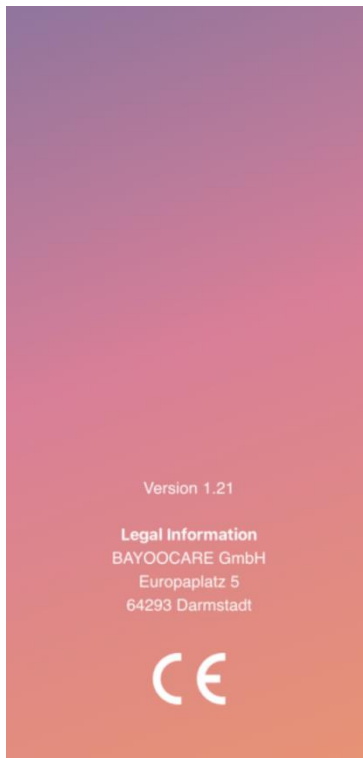 Version 1.21
Legal Information
BAYOOCARE GmbH
Europaplatz 5
64293 Darmstadt
CE